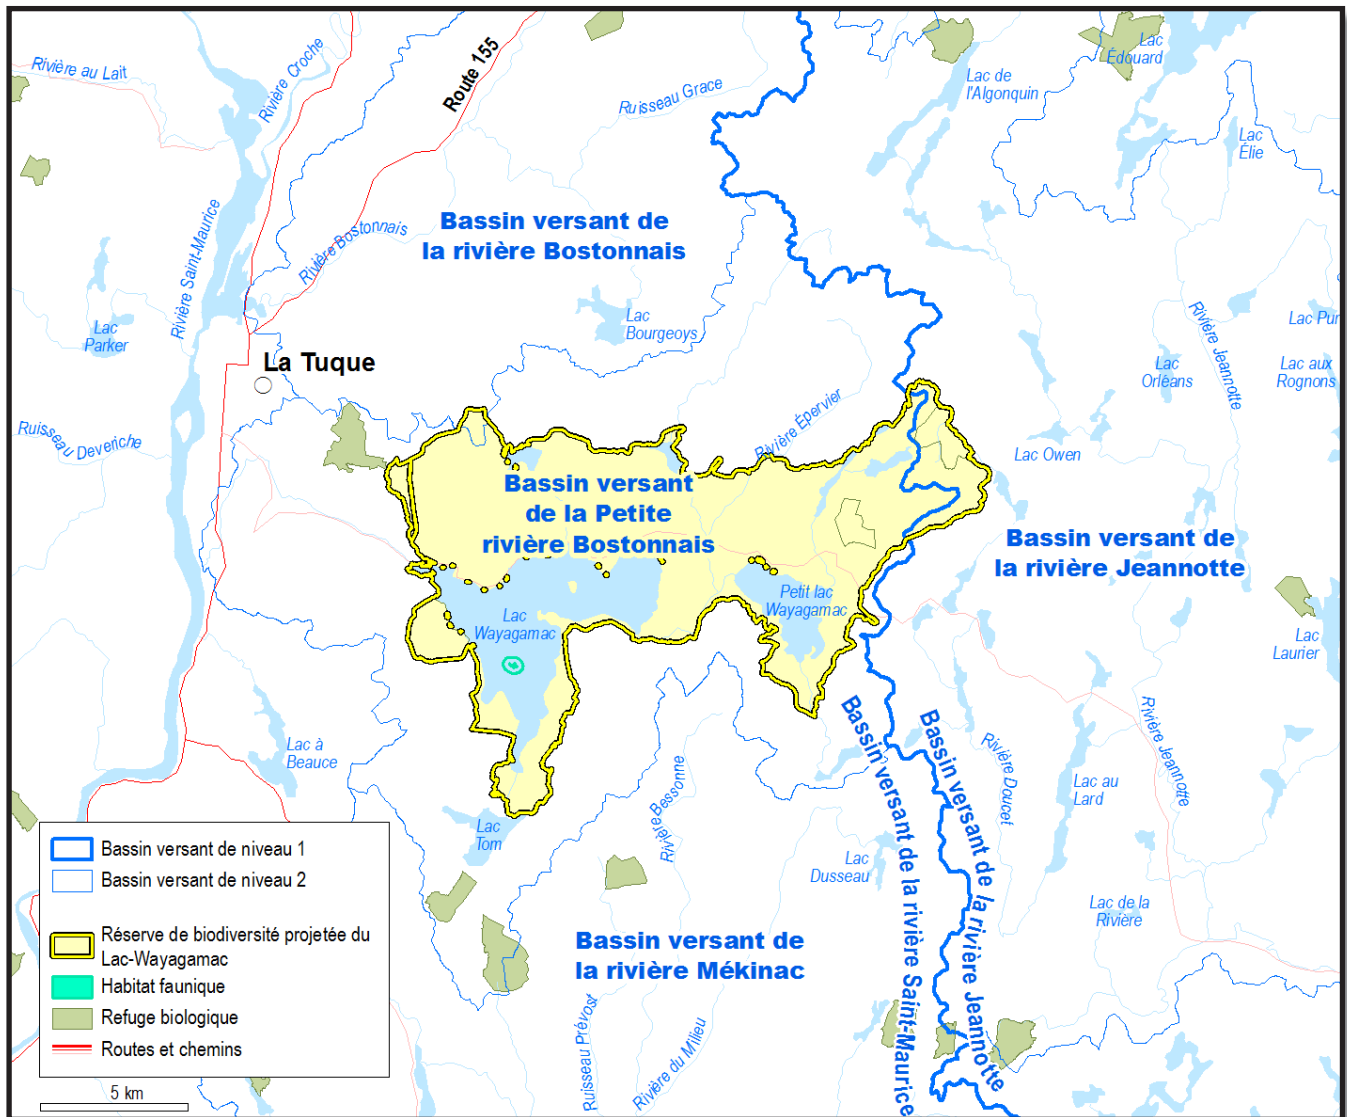 Rivière au Lait
Rivière Croche
Route 155
Ruisseau Grace
Lac de
l'Algonquin
Lac
Édouard
Lac
Élie
Rivière Saint-Maurice
Rivière Bostonnais
Bassin versant de
la rivière Bostonnais
Lac
Parker
Lac
Bourgeoys
La Tuque
Rivière Jeannotte
Lac Pur
Lac
Orléans
Lac aux
Rognons
Ruisseau Deveriche
Rivière Épervier
Lac Owen
Bassin versant
de la Petite
rivière Bostonnais
Bassin versant de
la rivière Jeannotte
Lac
Wayagamac
Petit lac
Wayagamac
Lac
Laurier
Lac à
Beauce
Bassin versant de la rivière Saint-Maurice
Bassin versant de la rivière Jeannotte
Rivière Doucet
Rivière Jeannotte
Lac au
Lard
Rivière Bessonne
Lac
Tom
Lac
Dusseau
Lac de la
Rivière
Bassin versant de
la rivière Mékinac
Ruisseau Prévost
Rivière du Milieu
Bassin versant de niveau 1
Bassin versant de niveau 2
Réserve de biodiversité projetée du
Lac-Wayagamac
Habitat faunique
Refuge biologique
Routes et chemins
5 km